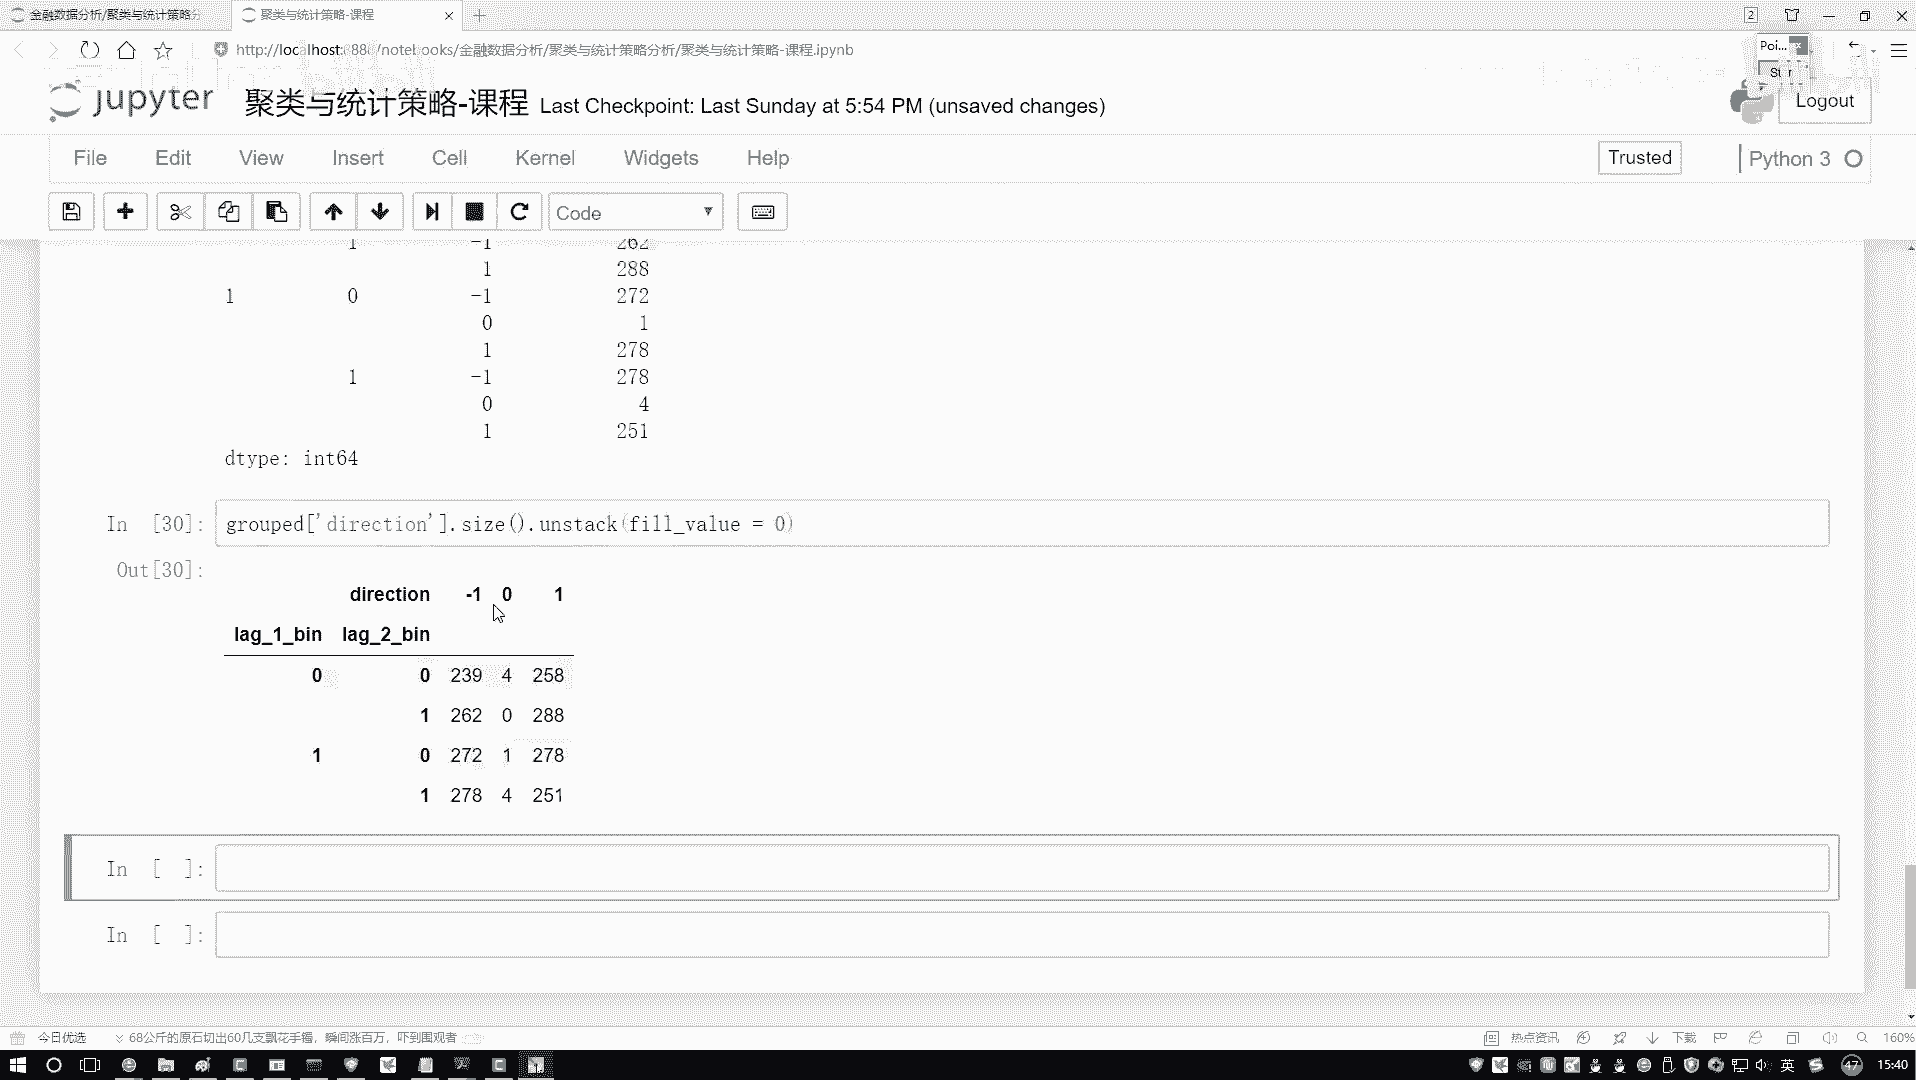 金融数据分析/聚类与统计策略分
聚类与统计策略-课程
2
http://localhost:888/notebooks/金融数据分析/聚类与统计策略分析/聚类与统计策略-课程.ipynb
Poi...
jupyter 聚类与统计策略-课程 Last Checkpoint: Last Sunday at 5:54 PM (unsaved changes)
Logout
File Edit View Insert Cell Kernel Widgets Help
Trusted Python 3
Code
1 -1 262
1 288
1 0 -1 272
0 1
1 278
1 -1 278
0 4
1 251
dtype: int64
In [30]: grouped['direction'].size().unstack(fill_value = 0)
Out[30]:
direction -1 0 1
lag_1_bin lag_2_bin
0 0 239 4 258
1 262 0 288
1 0 272 1 278
1 278 4 251
In [ ]:
In [ ]:
今日优选 68公斤的原石切出60几支飘花手镯，瞬间涨百万，吓到围观者
热点资讯 下载 160%
英 47 15:40